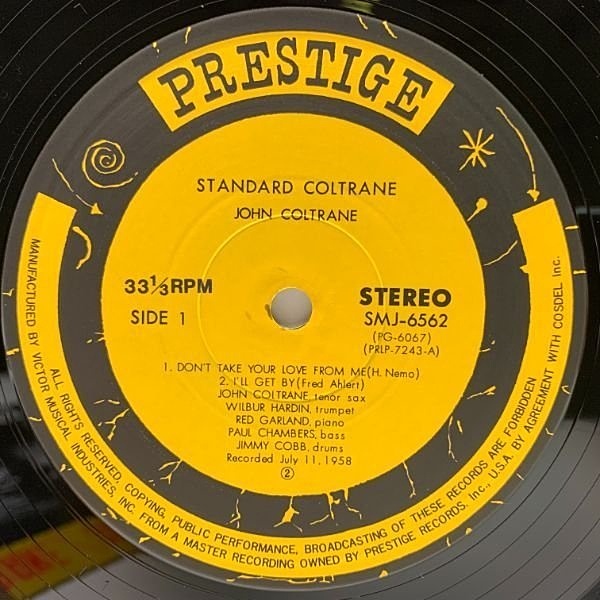 PRESTIGE
STANDARD COLTRANE
JOHN COLTRANE
33⅓RPM
SIDE 1
STEREO
SMJ-6562
(PG-6067)
(PRLP-7243-A)
1. DON'T TAKE YOUR LOVE FROM ME(H. Nemo)
2. I'LL GET BY(Fred Ahlert)
JOHN COLTRANE, tenor sax
WILBUR HARDIN, trumpet
RED GARLAND, piano
PAUL CHAMBERS, bass
JIMMY COBB, drums
Recorded July 11, 1958
②
MANUFACTURED BY VICTOR MUSICAL INDUSTRIES, INC. FROM A MASTER RECORDING OWNED BY PRESTIGE RECORDS. Inc., U.S.A. BY AGREEMENT WITH COSDEL Inc.
ALL RIGHTS RESERVED, COPYING, PUBLIC PERFORMANCE, BROADCASTING OF THESE RECORDS ARE FORBIDDEN